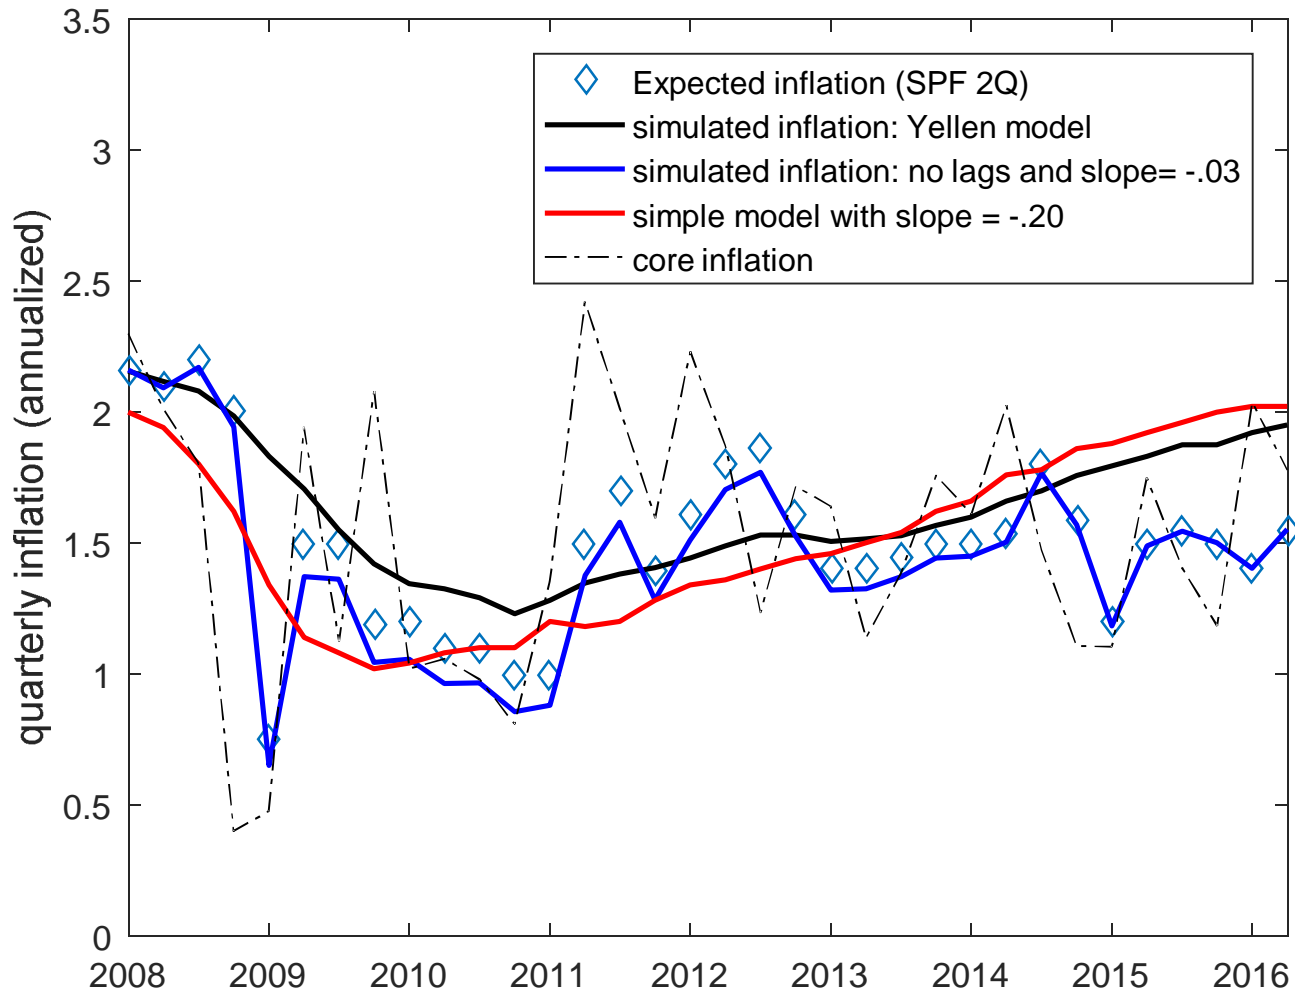 3.5
3
2.5
2
1.5
1
0.5
0
quarterly inflation (annualized)
Expected inflation (SPF 2Q)
simulated inflation: Yellen model
simulated inflation: no lags and slope= -.03
simple model with slope = -.20
core inflation
2008 2009 2010 2011 2012 2013 2014 2015 2016